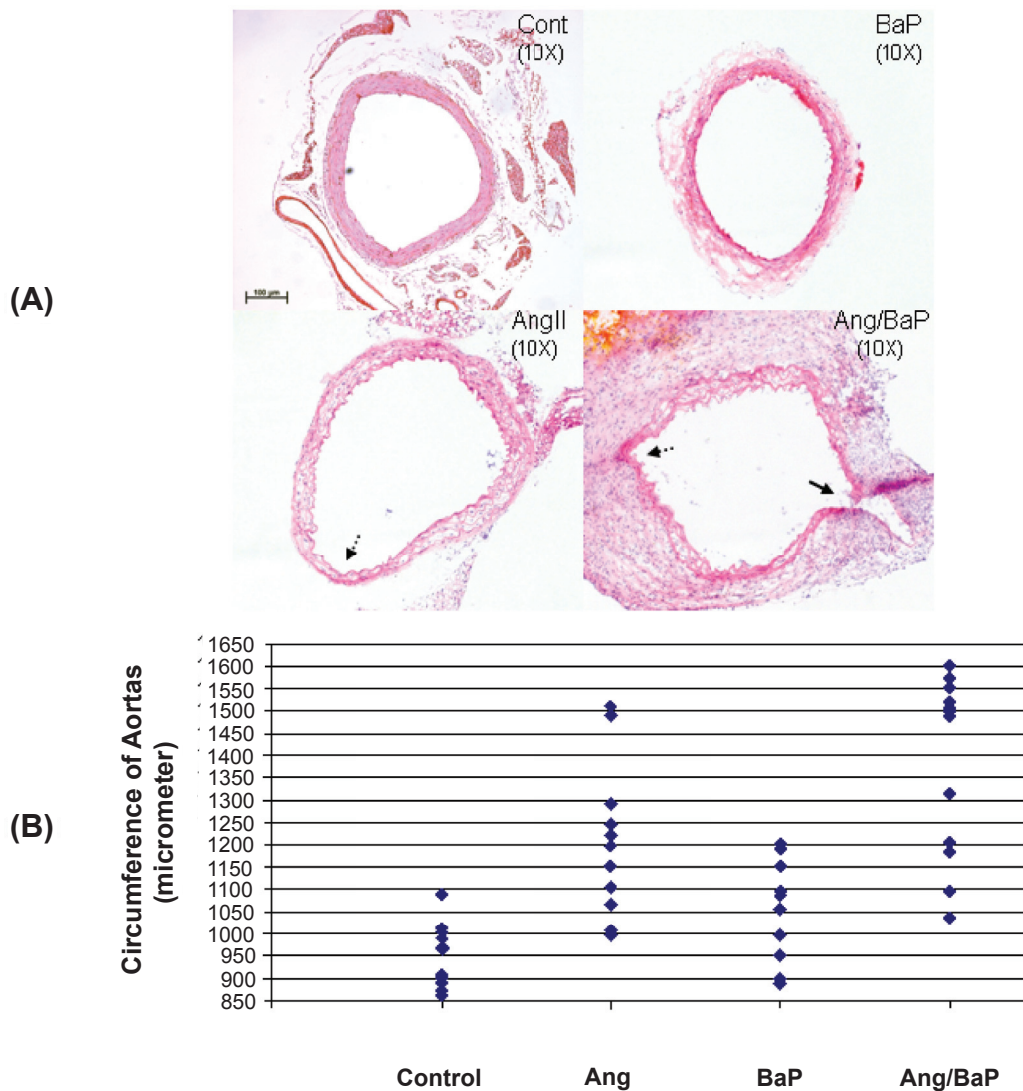 (A)
Cont
(10X)
BaP
(10X)
100 µm
AngII
(10X)
Ang/BaP
(10X)
(B)
Circumference of Aortas
(micrometer)
1650
1600
1550
1500
1450
1400
1350
1300
1250
1200
1150
1100
1050
1000
950
900
850
Control
Ang
BaP
Ang/BaP